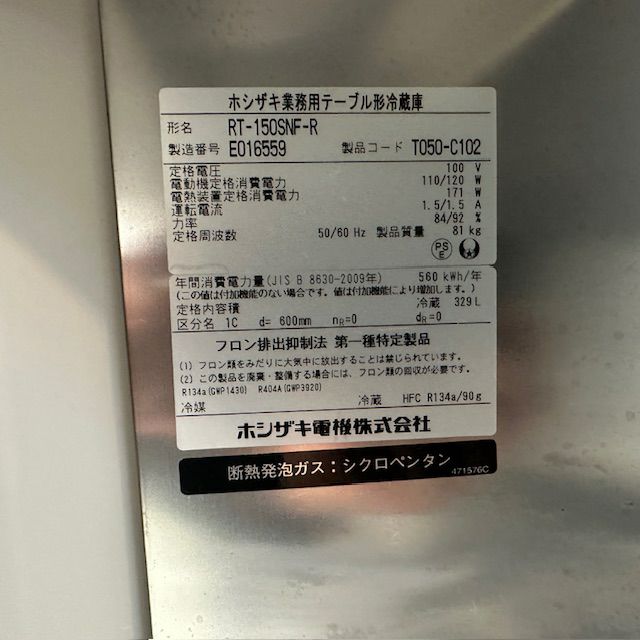 ホシザキ業務用テーブル形冷蔵庫
形名 RT-150SNF-R
製造番号 E016559 製品コード T050-C102
定格電圧 100 V
電動機定格消費電力 110/120 W
電熱装置定格消費電力 171 W
運転電流 1.5/1.5 A
力率 84/92 %
定格周波数 50/60 Hz 製品質量 81 kg
PS E
年間消費電力量(JIS B 8630-2009年) 560 kWh/年
(この値は付加機能のない場合です。値は付加機能により増加します。)
定格内容積 冷蔵 329 L
区分名 1C d= 600mm nR=0 dR=0
フロン排出抑制法 第一種特定製品
(1) フロン類をみだりに大気中に放出することは禁じられています。
(2) この製品を廃棄・整備する場合には、フロン類の回収が必要です。
R134a(GWP1430) R404A(GWP3920)
冷媒 冷蔵 HFC R134a/90g
ホシザキ電機株式会社
断熱発泡ガス:シクロペンタン
471576C